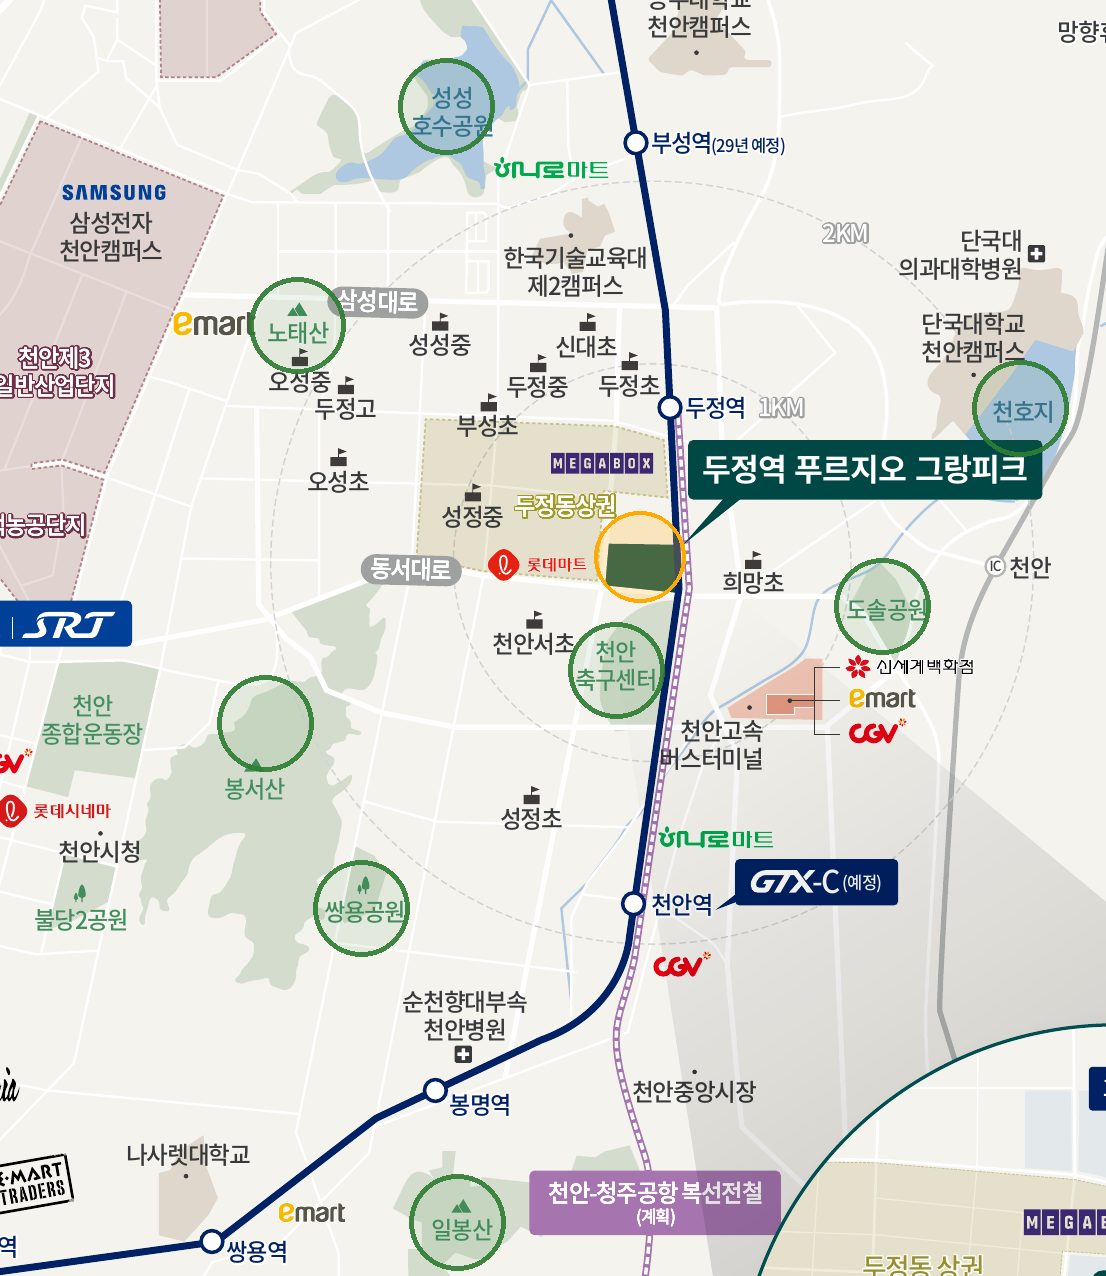 천안캠퍼스
성성
호수공원
부성역(29년 예정)
하나로마트
SAMSUNG
삼성전자
천안캠퍼스
2KM
단국대
의과대학병원
한국기술교육대
제2캠퍼스
삼성대로
emart
노태산
성성중
신대초
단국대학교
천안캠퍼스
천안제3
일반산업단지
오성중
두정고
두정중
두정초
부성초
두정역
1KM
천호지
MEGABOX
두정역 푸르지오 그랑피크
오성초
성정중
두정동상권
농공단지
동서대로
롯데마트
희망초
IC 천안
SRT
천안서초
천안
축구센터
도솔공원
신세계백화점
emart
CGV
천안
종합운동장
천안고속
버스터미널
CGV
봉서산
롯데시네마
성정초
하나로마트
천안시청
GTX-C(예정)
불당2공원
쌍용공원
천안역
CGV
순천향대부속
천안병원
봉명역
천안중앙시장
나사렛대학교
E·MART
TRADERS
천안-청주공항 복선전철
(계획)
emart
일봉산
쌍용역
역
MEGAB
두정동 상권